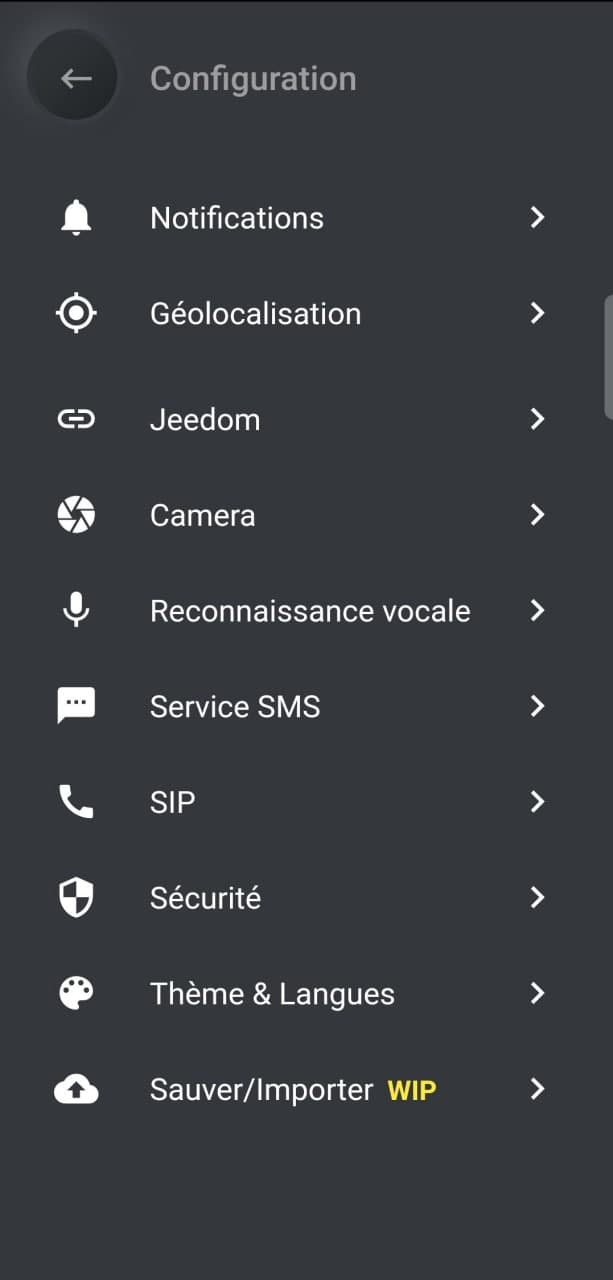 Configuration
Notifications
Géolocalisation
Jeedom
Camera
Reconnaissance vocale
Service SMS
SIP
Sécurité
Thème & Langues
Sauver/Importer WIP